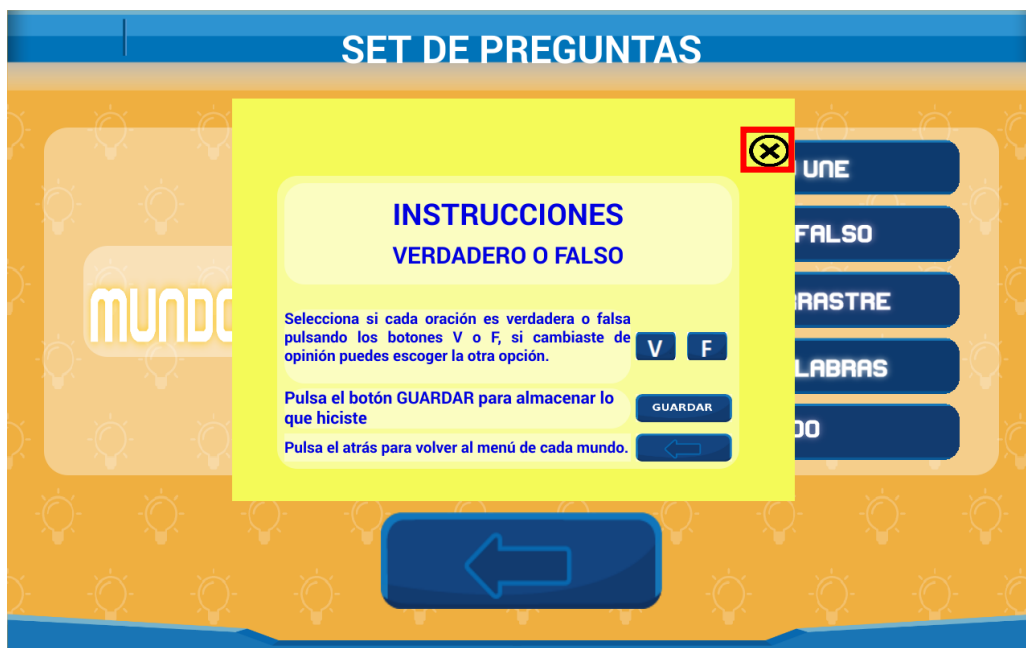 SET DE PREGUNTAS
INSTRUCCIONES
VERDADERO O FALSO
Selecciona si cada oración es verdadera o falsa
pulsando los botones V o F, si cambiaste de
opinión puedes escoger la otra opción.
V F
Pulsa el botón GUARDAR para almacenar lo
que hiciste
GUARDAR
Pulsa el atrás para volver al menú de cada mundo.
MUNDO
UNE
FALSO
RRASTRE
LABRAS
DO